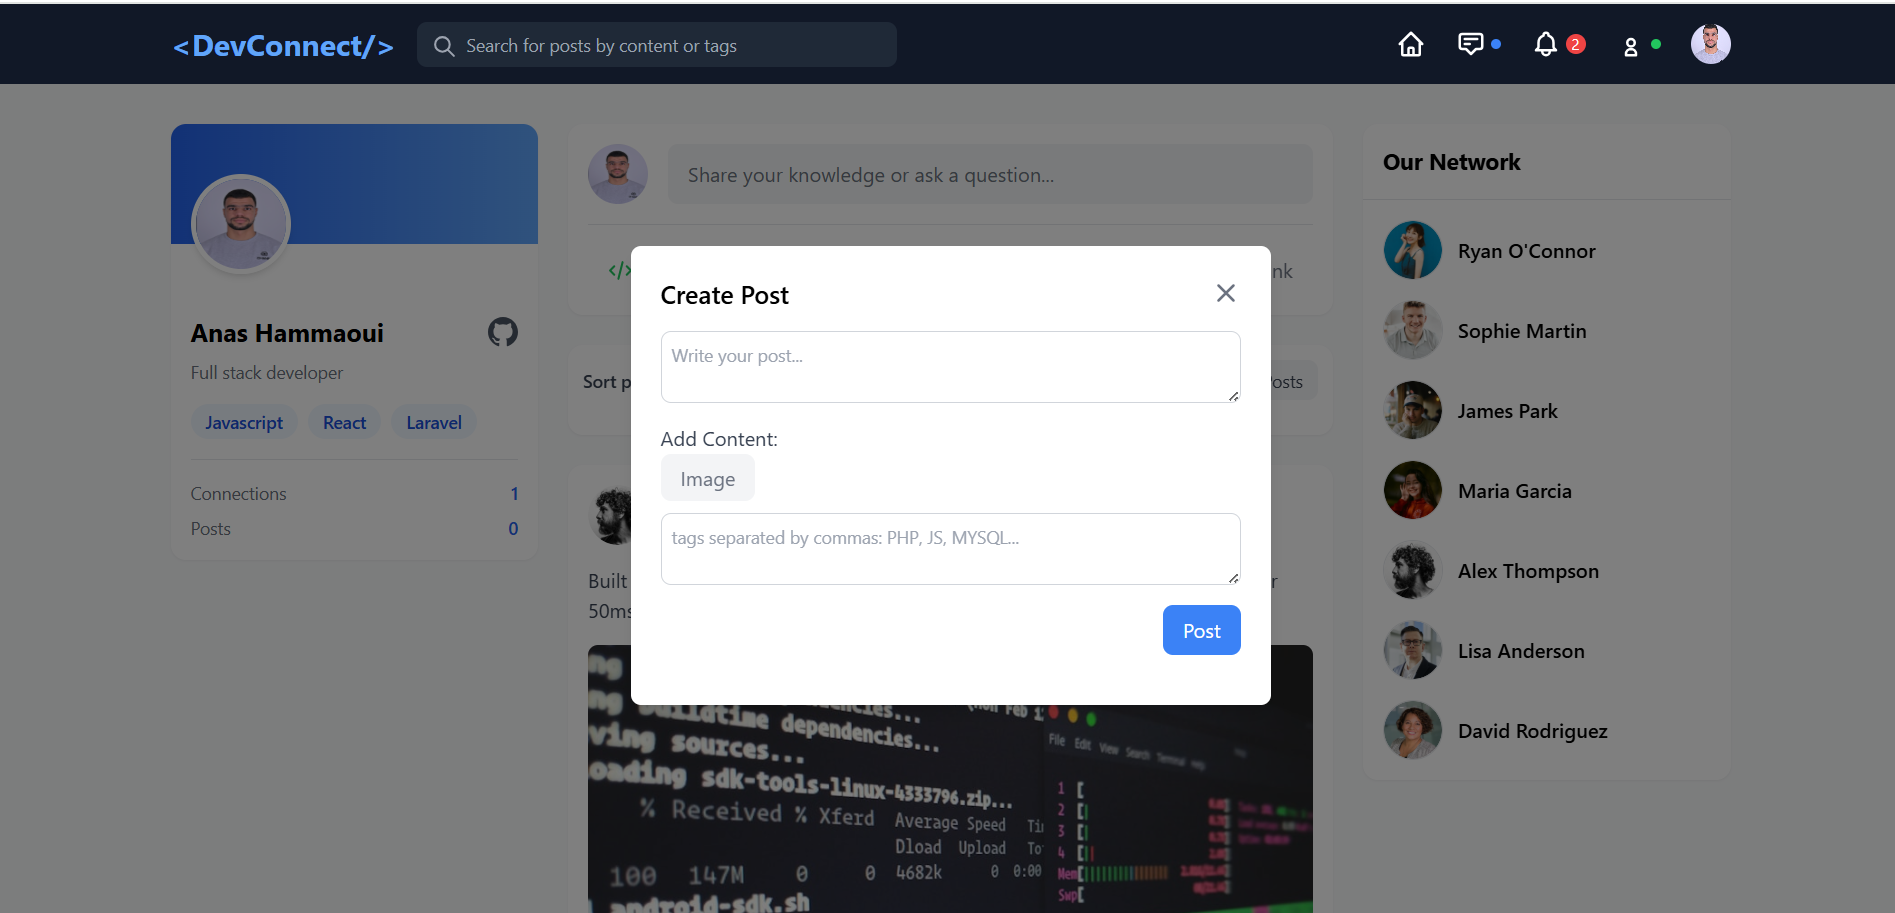 <DevConnect/>
Search for posts by content or tags
2
Anas Hammaoui
Full stack developer
Javascript
React
Laravel
Connections
1
Posts
0
Share your knowledge or ask a question...
</>
nk
Sort p
osts
Built
r
50ms
Create Post
Write your post...
Add Content:
Image
tags separated by commas: PHP, JS, MYSQL...
Post
ng
ng buildtime dependencies...
ving sources...
oading sdk-tools-linux-4333796.zip...
% Received % Xferd Average Speed
Dload Upload
100 147M 0 0 4682k 0 0:00
android-sdk.sh
File Edit View Search Terminal Help
1 [
2 [
3 [
4 [
Mem[
Swp[
Our Network
Ryan O'Connor
Sophie Martin
James Park
Maria Garcia
Alex Thompson
Lisa Anderson
David Rodriguez